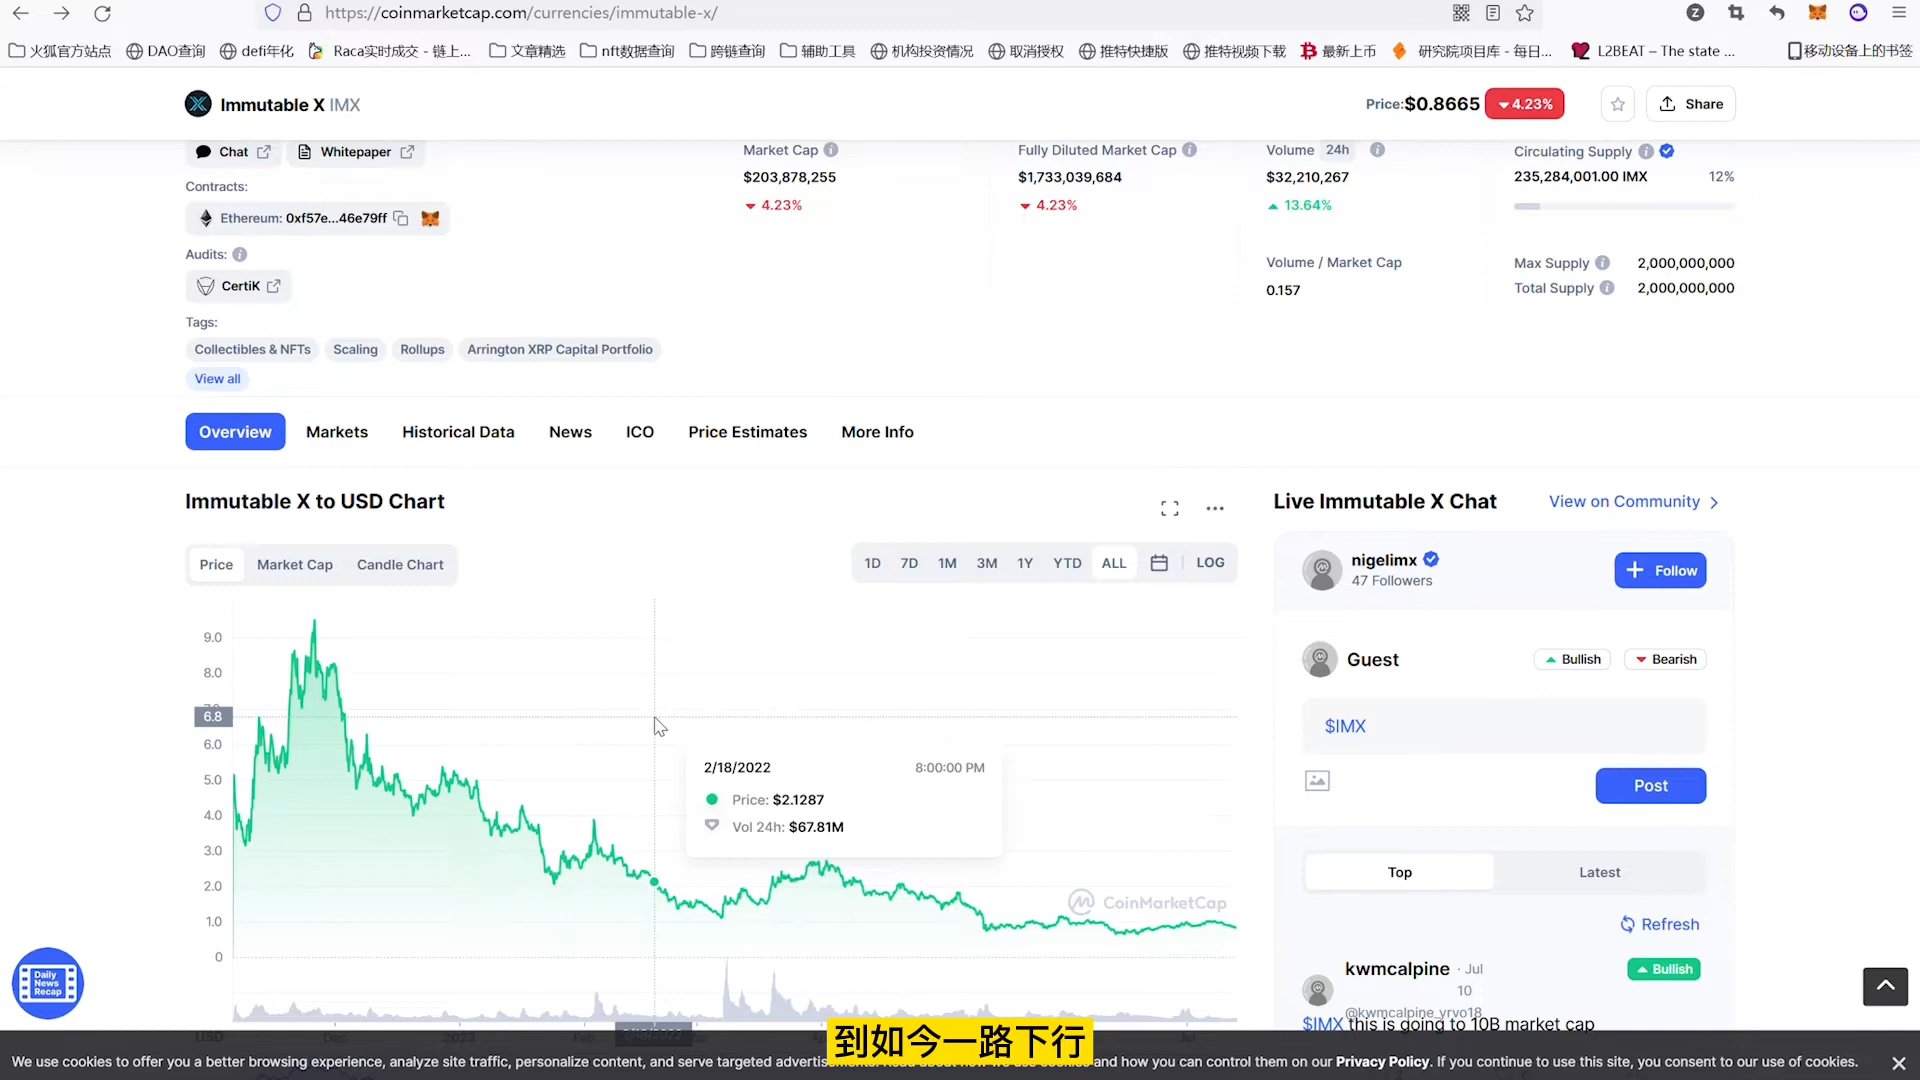 https://coinmarketcap.com/currencies/immutable-x/
火狐官方站点 DAO查询 defi年化 Raca实时成交 - 链上... 文章精选 nft数据查询 跨链查询 辅助工具 机构投资情况 取消授权 推特快捷版 推特视频下载 最新上币 研究院项目库 - 每日... L2BEAT – The state ... 移动设备上的书签
Immutable X IMX
Price:$0.8665 4.23% Share
Chat Whitepaper
Contracts:
Ethereum: 0xf57e...46e79ff
Audits:
CertiK
Tags:
Collectibles & NFTs Scaling Rollups Arrington XRP Capital Portfolio
View all
Market Cap
$203,878,255
4.23%
Fully Diluted Market Cap
$1,733,039,684
4.23%
Volume 24h
$32,210,267
13.64%
Volume / Market Cap
0.157
Circulating Supply
235,284,001.00 IMX 12%
Max Supply 2,000,000,000
Total Supply 2,000,000,000
Overview Markets Historical Data News ICO Price Estimates More Info
Immutable X to USD Chart
Price Market Cap Candle Chart
1D 7D 1M 3M 1Y YTD ALL LOG
9.0
8.0
6.8
6.0
5.0
4.0
3.0
2.0
1.0
0
2/18/2022 8:00:00 PM
Price: $2.1287
Vol 24h: $67.81M
CoinMarketCap
USD Dec 2022 Feb 2/18/2022 Jul
Live Immutable X Chat View on Community
nigelimx
47 Followers
Follow
Guest Bullish Bearish
$IMX
Post
Top Latest
Refresh
kwmcalpine · Jul
10
Bullish
@kwmcalpine_yrvo18
$IMX this is going to 10B market cap
Daily
News
Recap
到如今一路下行
We use cookies to offer you a better browsing experience, analyze site traffic, personalize content, and serve targeted and how you can control them on our Privacy Policy. If you continue to use this site, you consent to our use of cookies.